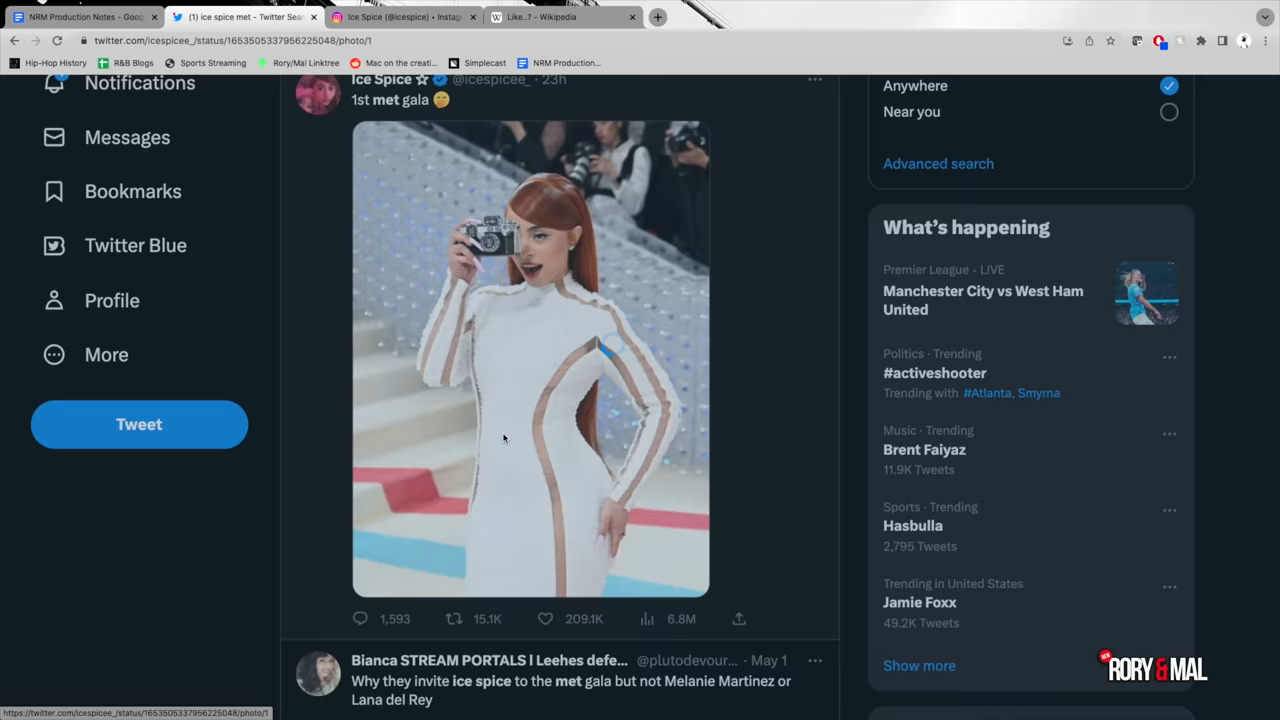 NRM Production Notes - Goog
(1) ice spice met - Twitter Sear
Ice Spice (@icespice) • Instag
Like..? - Wikipedia
twitter.com/icespicee_/status/1653505337956225048/photo/1
Hip-Hop History
R&B Blogs
Sports Streaming
Rory/Mal Linktree
Mac on the creati...
Simplecast
NRM Production...
Notifications
Messages
Bookmarks
Twitter Blue
Profile
More
Tweet
Ice Spice ☆ @icespicee_ · 23h
1st met gala 🤭
1,593 15.1K 209.1K 6.8M
Bianca STREAM PORTALS l Leehes defe... @plutodevour... · May 1
Why they invite ice spice to the met gala but not Melanie Martinez or
Lana del Rey
Anywhere
Near you
Advanced search
What's happening
Premier League · LIVE
Manchester City vs West Ham
United
Politics · Trending
#activeshooter
Trending with #Atlanta, Smyrna
Music · Trending
Brent Faiyaz
11.9K Tweets
Sports · Trending
Hasbulla
2,795 Tweets
Trending in United States
Jamie Foxx
49.2K Tweets
Show more
NEW
RORY & MAL
https://twitter.com/icespicee_/status/1653505337956225048/photo/1